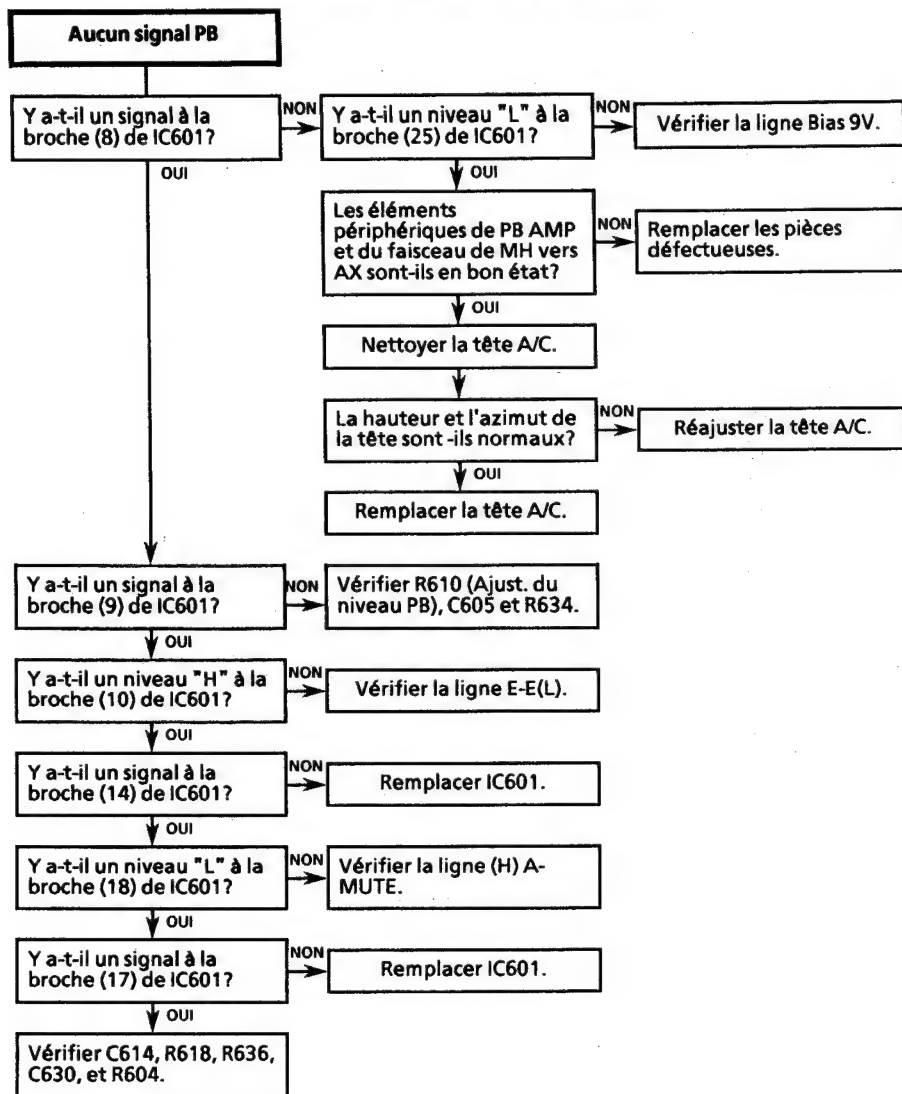 Aucun signal PB
Y a-t-il un signal à la
broche (8) de IC601?
NON
Y a-t-il un niveau "L" à la
broche (25) de IC601?
NON
Vérifier la ligne Bias 9V.
OUI
OUI
Les éléments
périphériques de PB AMP
et du faisceau de MH vers
AX sont-ils en bon état?
NON
Remplacer les pièces
défectueuses.
OUI
Nettoyer la tête A/C.
La hauteur et l'azimut de
la tête sont -ils normaux?
NON
Réajuster la tête A/C.
OUI
Remplacer la tête A/C.
Y a-t-il un signal à la
broche (9) de IC601?
NON
Vérifier R610 (Ajust. du
niveau PB), C605 et R634.
OUI
Y a-t-il un niveau "H" à la
broche (10) de IC601?
NON
Vérifier la ligne E-E(L).
OUI
Y a-t-il un signal à la
broche (14) de IC601?
NON
Remplacer IC601.
OUI
Y a-t-il un niveau "L" à la
broche (18) de IC601?
NON
Vérifier la ligne (H) A-
MUTE.
OUI
Y a-t-il un signal à la
broche (17) de IC601?
NON
Remplacer IC601.
OUI
Vérifier C614, R618, R636,
C630, et R604.